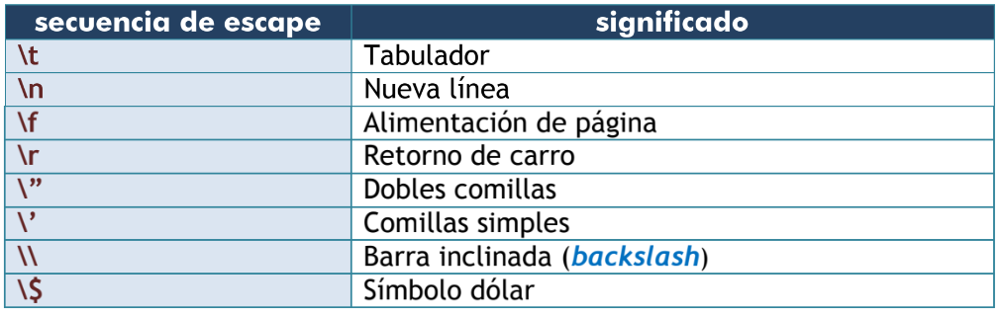 secuencia de escape significado
\t Tabulador
\n Nueva línea
\f Alimentación de página
\r Retorno de carro
\” Dobles comillas
\’ Comillas simples
\\ Barra inclinada (backslash)
\$ Símbolo dólar